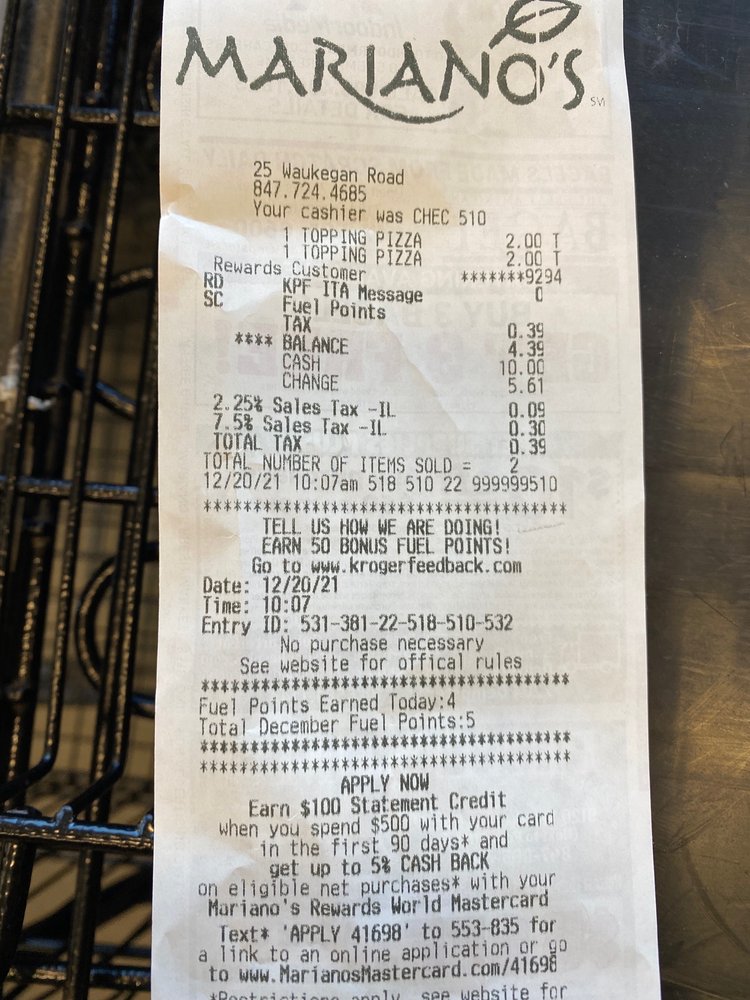 MARIANO'S SM
25 Waukegan Road
847.724.4685
Your cashier was CHEC 510
1 TOPPING PIZZA 2.00 T
1 TOPPING PIZZA 2.00 T
Rewards Customer *******9294
RD KPF ITA Message 0
SC Fuel Points
TAX 0.39
**** BALANCE 4.39
CASH 10.00
CHANGE 5.61
2.25% Sales Tax -IL 0.09
7.5% Sales Tax -IL 0.30
TOTAL TAX 0.39
TOTAL NUMBER OF ITEMS SOLD = 2
12/20/21 10:07am 518 510 22 999999510
************************************
TELL US HOW WE ARE DOING!
EARN 50 BONUS FUEL POINTS!
Go to www.krogerfeedback.com
Date: 12/20/21
Time: 10:07
Entry ID: 531-381-22-518-510-532
No purchase necessary
See website for offical rules
************************************
Fuel Points Earned Today:4
Total December Fuel Points:5
************************************
************************************
APPLY NOW
Earn $100 Statement Credit
when you spend $500 with your card
in the first 90 days* and
get up to 5% CASH BACK
on eligible net purchases* with your
Mariano's Rewards World Mastercard
Text* 'APPLY 41698' to 553-835 for
a link to an online application or go
to www.MarianosMastercard.com/41698
*Restrictions apply, see website for